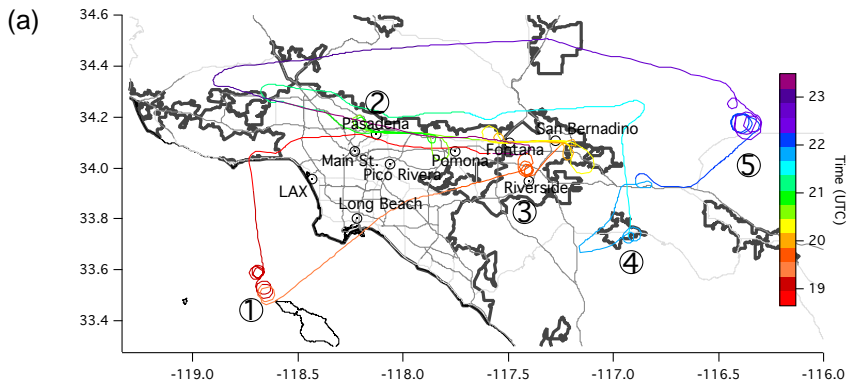 (a)
34.6
34.4
34.2
34.0
33.8
33.6
33.4
②
Pasadena
San Bernadino
Main St.
Pomona
Fontana
Pico Rivera
LAX
Riverside
Long Beach
③
④
⑤
①
23
22
21
20
19
Time (UTC)
-119.0
-118.5
-118.0
-117.5
-117.0
-116.5
-116.0